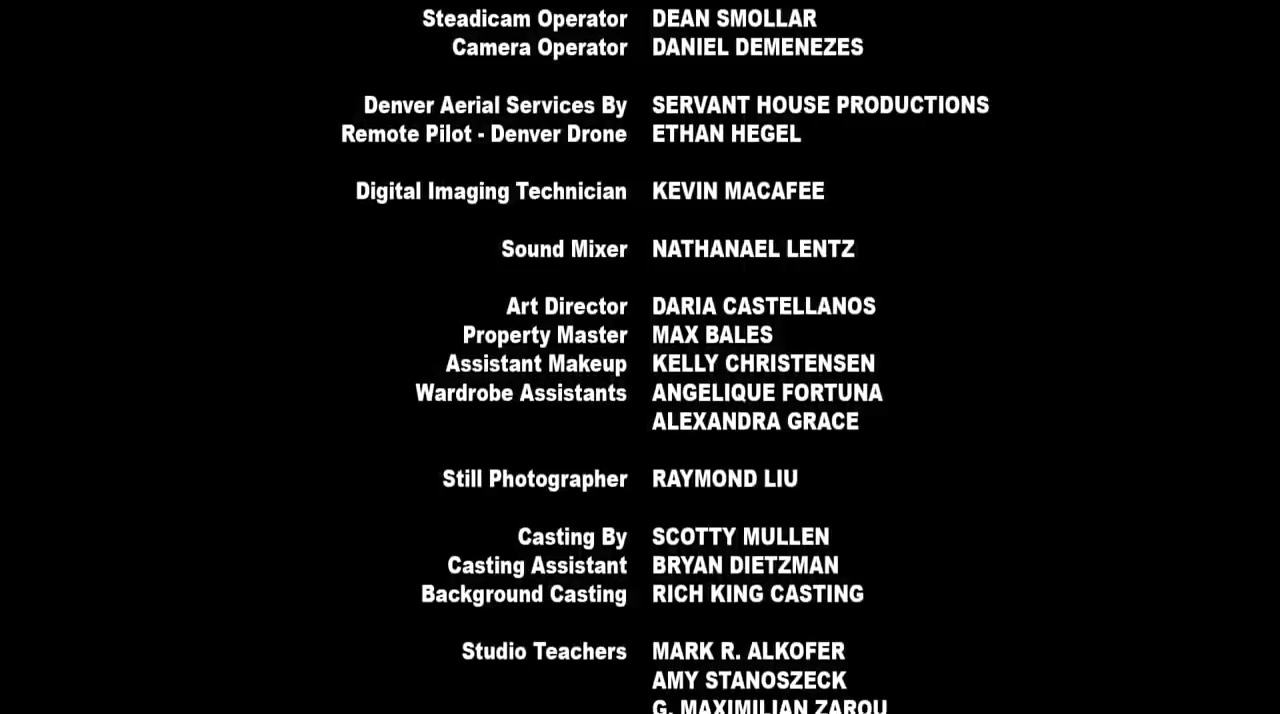 Steadicam Operator DEAN SMOLLAR
Camera Operator DANIEL DEMENEZES
Denver Aerial Services By SERVANT HOUSE PRODUCTIONS
Remote Pilot - Denver Drone ETHAN HEGEL
Digital Imaging Technician KEVIN MACAFEE
Sound Mixer NATHANAEL LENTZ
Art Director DARIA CASTELLANOS
Property Master MAX BALES
Assistant Makeup KELLY CHRISTENSEN
Wardrobe Assistants ANGELIQUE FORTUNA
ALEXANDRA GRACE
Still Photographer RAYMOND LIU
Casting By SCOTTY MULLEN
Casting Assistant BRYAN DIETZMAN
Background Casting RICH KING CASTING
Studio Teachers MARK R. ALKOFER
AMY STANOSZECK
G. MAXIMILIAN ZAROU